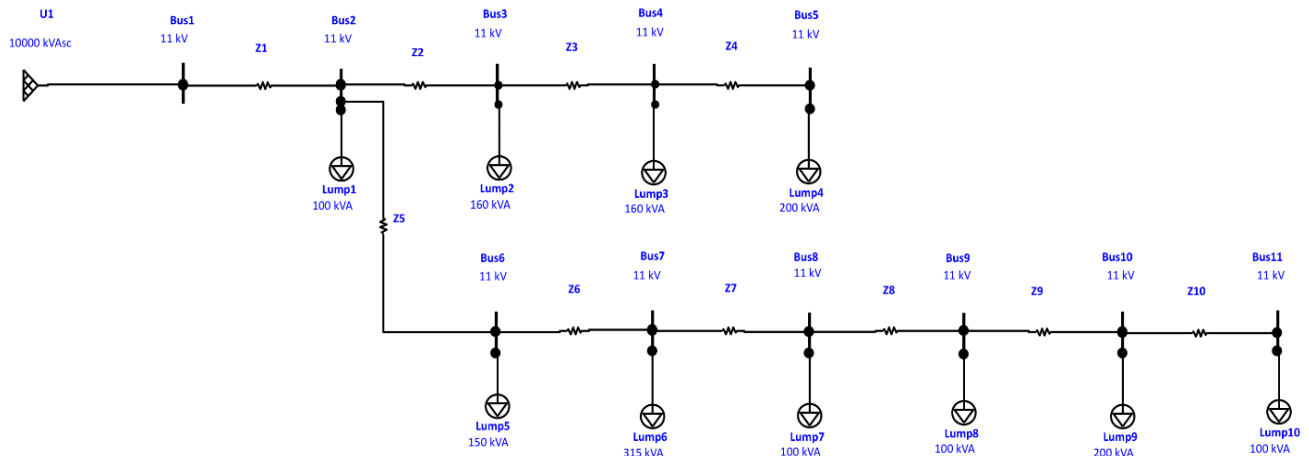 U1
10000 kVAsc
Bus1
11 kV
Z1
Bus2
11 kV
Z2
Bus3
11 kV
Z3
Bus4
11 kV
Z4
Bus5
11 kV
Lump1
100 kVA
Lump2
160 kVA
Lump3
160 kVA
Lump4
200 kVA
Z5
Bus6
11 kV
Z6
Bus7
11 kV
Z7
Bus8
11 kV
Z8
Bus9
11 kV
Z9
Bus10
11 kV
Z10
Bus11
11 kV
Lump5
150 kVA
Lump6
315 kVA
Lump7
100 kVA
Lump8
100 kVA
Lump9
200 kVA
Lump10
100 kVA